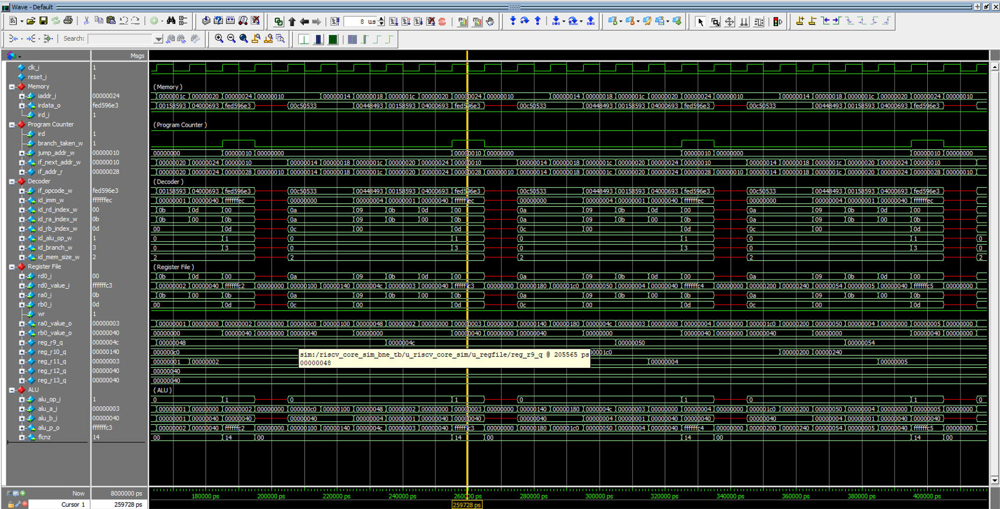 Wave - Default
8 us
Search:
Msgs
clk_i 1
reset_i 1
Memory (Memory)
iaddr_i 00000024 0000001c 00000020 00000024 00000010 00000014 00000018 0000001c 00000020 00000024 00000010 00000014 00000018 0000001c 00000020 00000024 00000010 00000014 00000018 0000001c 00000020 00000024 00000010
irdata_o fed596e3 00158593 04000693 fed596e3 00c50533 00448493 00158593 04000693 fed596e3 00c50533 00448493 00158593 04000693 fed596e3 00c50533 00448493 00158593 04000693 fed596e3
ird_i 1
Program Counter (Program Counter)
ird 1
branch_taken_w 1
jump_addr_w 00000010 00000000 00000010 00000000 00000010 00000000 00000010 00000000 00000010 00000000
if_next_addr_w 00000010 00000020 00000024 00000010 00000014 00000018 0000001c 00000020 00000024 00000010 00000014 00000018 0000001c 00000020 00000024 00000010 00000014 00000018 0000001c 00000020 00000024 00000010
if_addr_r 00000028 00000020 00000024 00000028 00000010 00000014 00000018 0000001c 00000020 00000024 00000028 00000010 00000014 00000018 0000001c 00000020 00000024 00000028 00000010 00000014 00000018 0000001c 00000020 00000024 00000028 00000010
Decoder (Decoder)
if_opcode_w fed596e3 00158593 04000693 fed596e3 00c50533 00448493 00158593 04000693 fed596e3 00c50533 00448493 00158593 04000693 fed596e3 00c50533 00448493 00158593 04000693 fed596e3
id_imm_w ffffffec 00000001 00000040 ffffffec 00000000 00000004 00000001 00000040 ffffffec 00000000 00000004 00000001 00000040 ffffffec 00000000 00000004 00000001 00000040 ffffffec
id_rd_index_w 00 0b 0d 00 0a 09 0b 0d 00 0a 09 0b 0d 00 0a 09 0b 0d 00
id_ra_index_w 0b 0b 00 0b 0a 09 0b 00 0b 0a 09 0b 00 0b 0a 09 0b 00 0b
id_rb_index_w 0d 00 0d 0c 00 0d 0c 00 0d 0c 00 0d
id_alu_op_w 1 0 1 0 1 0 1 0 1 0
id_branch_w 3 0 3 0 3 0 3 0 3 0
id_mem_size_w 2 2 2 2 2 2
Register File (Register File)
rd0_i 00 0b 0d 00 0a 09 0b 0d 00 0a 09 0b 0d 00 0a 09 0b 0d 00
rd0_value_i ffffffc3 00000002 00000040 ffffffc2 00000000 00000100 00000140 0000004c 00000003 00000040 ffffffc3 00000000 00000180 000001c0 00000050 00000004 00000040 ffffffc4 00000000 00000200 00000240 00000054 00000005 00000040 ffffffc5 00000000
ra0_i 0b 0b 00 0b 0a 09 0b 00 0b 0a 09 0b 00 0b 0a 09 0b 00 0b
rb0_i 0d 00 0d 0c 00 0d 0c 00 0d 0c 00 0d
wr 1
ra0_value_o 00000003 00000001 00000000 00000002 00000000 000000c0 00000100 00000048 00000002 00000000 00000003 00000000 00000140 00000180 0000004c 00000003 00000000 00000004 00000000 000001c0 00000200 00000050 00000004 00000000 00000005 00000000
rb0_value_o 00000040 00000000 00000040 00000000 00000040 00000000 00000040 00000000 00000040 00000000 00000040 00000000 00000040 00000000 00000040 00000000
reg_r9_q 0000004c 00000048 0000004c 00000050 00000054
reg_r10_q 00000140 000000c0 0001c0 00000200 00000240
sim:/riscv_core_sim_bne_tb/u_riscv_core_sim/u_regfile/reg_r9_q @ 205565 ps
00000048
reg_r11_q 00000003 00000001 00000002 00000004 00000005
reg_r12_q 00000040 00000040
reg_r13_q 00000040 00000040
ALU (ALU)
alu_op_i 1 0 1 0 1 0 1 0 1 0
alu_a_i 00000003 00000001 00000000 00000002 00000000 000000c0 00000100 00000048 00000002 00000000 00000003 00000000 00000140 00000180 0000004c 00000003 00000000 00000004 00000000 000001c0 00000200 00000050 00000004 00000000 00000005 00000000
alu_b_i 00000040 00000001 00000040 00000040 00000040 00000004 00000001 00000040 00000040 00000040 00000004 00000001 00000040 00000040 00000040 00000004 00000001 00000040 00000040
alu_p_o ffffffc3 00000002 00000040 ffffffc2 00000000 00000100 00000140 0000004c 00000003 00000040 ffffffc3 00000000 00000180 000001c0 00000050 00000004 00000040 ffffffc4 00000000 00000200 00000240 00000054 00000005 00000040 ffffffc5 00000000
flcnz 14 00 14 00 14 00 14 00 14 00
Now 8000000 ps 180000 ps 200000 ps 220000 ps 240000 ps 260000 ps 280000 ps 300000 ps 320000 ps 340000 ps 360000 ps 380000 ps 400000 ps
Cursor 1 259728 ps 259728 ps